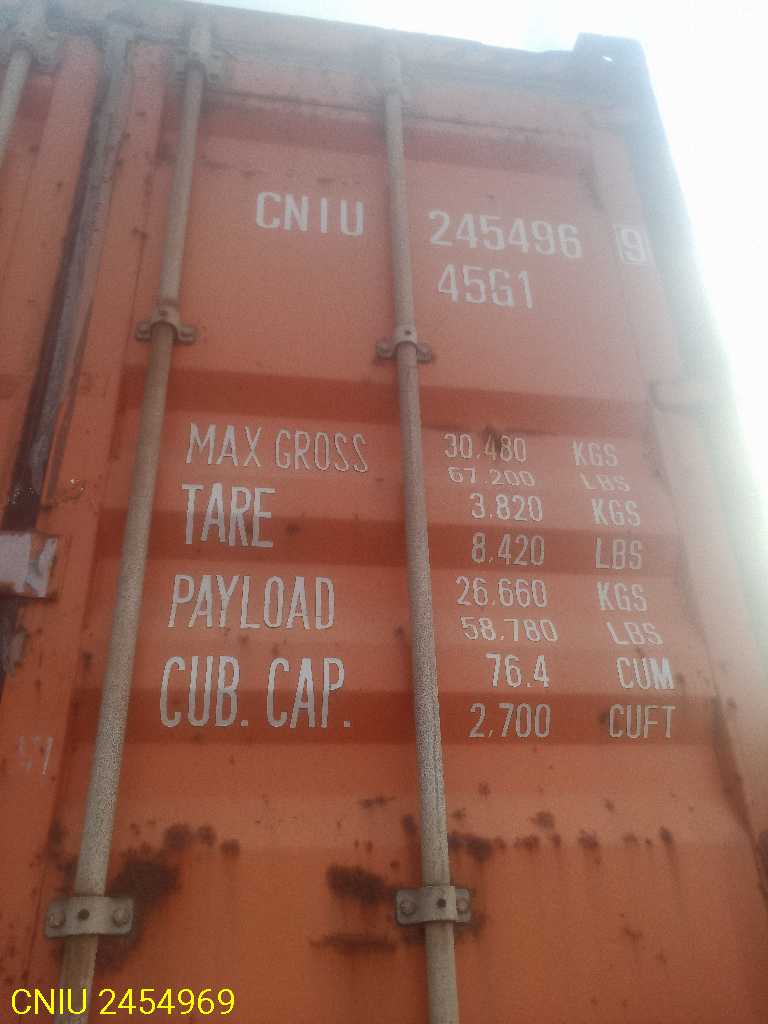 CNIU 245496 9
45G1
MAX GROSS 30.480 KGS
67.200 LBS
TARE 3.820 KGS
8.420 LBS
PAYLOAD 26.660 KGS
58.780 LBS
CUB. CAP. 76.4 CUM
2,700 CUFT
CNIU 2454969